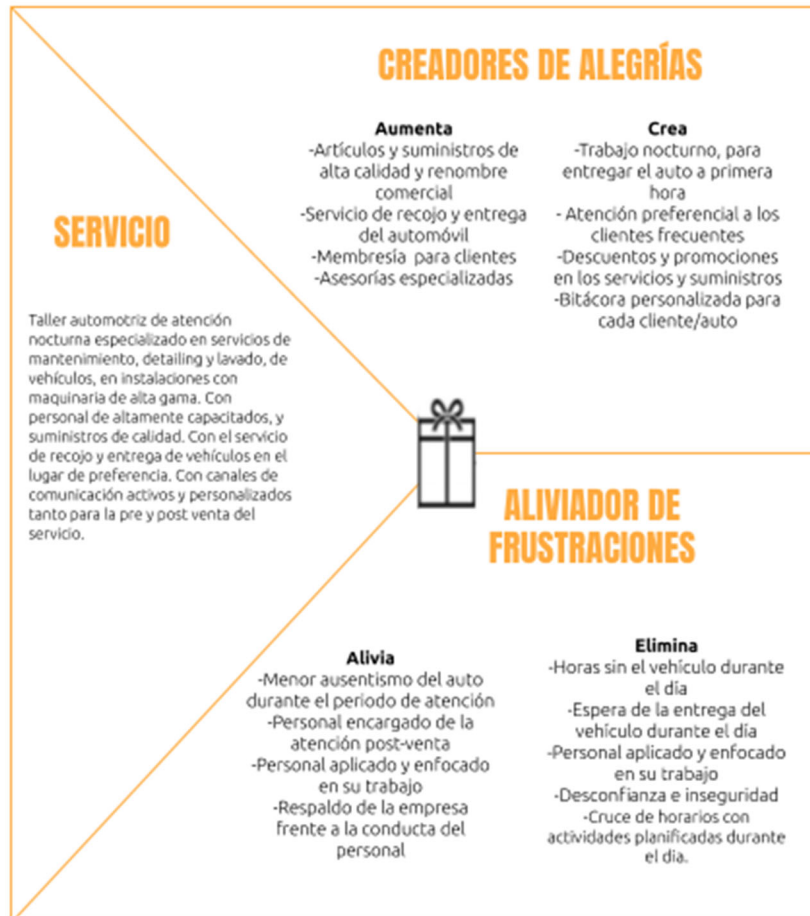 CREADORES DE ALEGRÍAS
Aumenta
-Artículos y suministros de
alta calidad y renombre
comercial
-Servicio de recojo y entrega
del automóvil
-Membresía para clientes
-Asesorías especializadas
Crea
-Trabajo nocturno, para
entregar el auto a primera
hora
- Atención preferencial a los
clientes frecuentes
-Descuentos y promociones
en los servicios y suministros
-Bitácora personalizada para
cada cliente/auto
SERVICIO
Taller automotriz de atención
nocturna especializado en servicios de
mantenimiento, detailing y lavado, de
vehículos, en instalaciones con
maquinaria de alta gama. Con
personal de altamente capacitados, y
suministros de calidad. Con el servicio
de recojo y entrega de vehículos en el
lugar de preferencia. Con canales de
comunicación activos y personalizados
tanto para la pre y post venta del
servicio.
ALIVIADOR DE
FRUSTRACIONES
Alivia
-Menor ausentismo del auto
durante el periodo de atención
-Personal encargado de la
atención post-venta
-Personal aplicado y enfocado
en su trabajo
-Respaldo de la empresa
frente a la conducta del
personal
Elimina
-Horas sin el vehículo durante
el día
-Espera de la entrega del
vehículo durante el día
-Personal aplicado y enfocado
en su trabajo
-Desconfianza e inseguridad
-Cruce de horarios con
actividades planificadas durante
el dia.